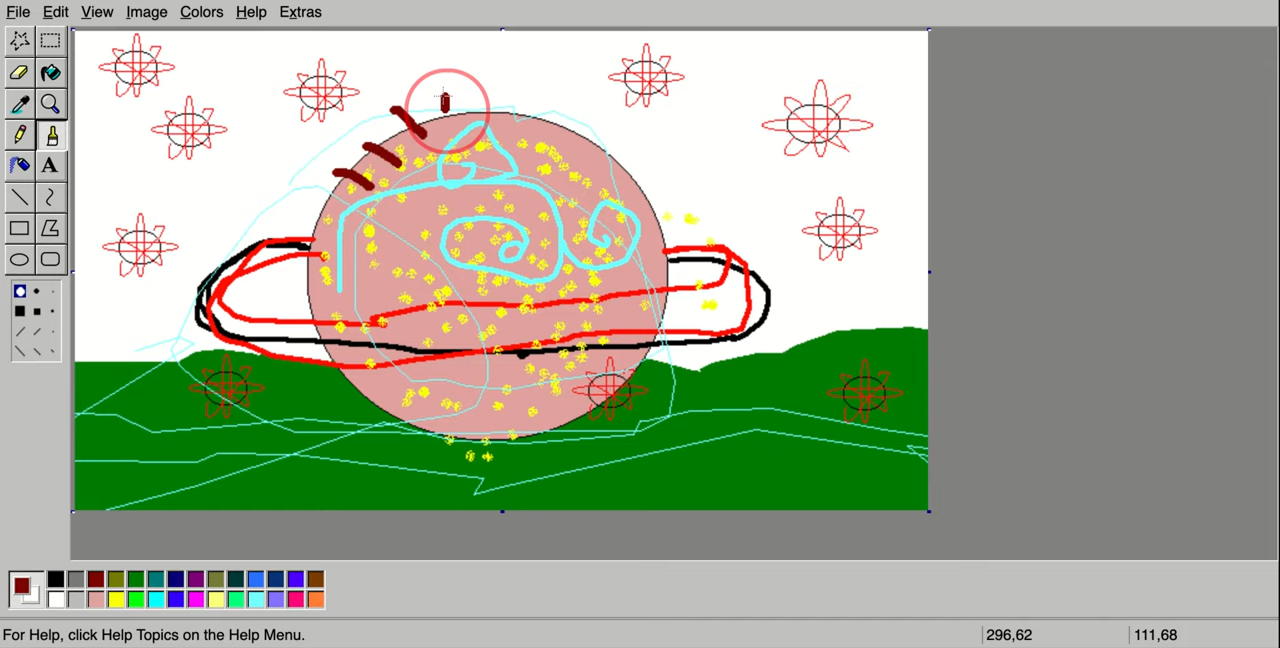 File Edit View Image Colors Help Extras
A
For Help, click Help Topics on the Help Menu.
296,62
111,68